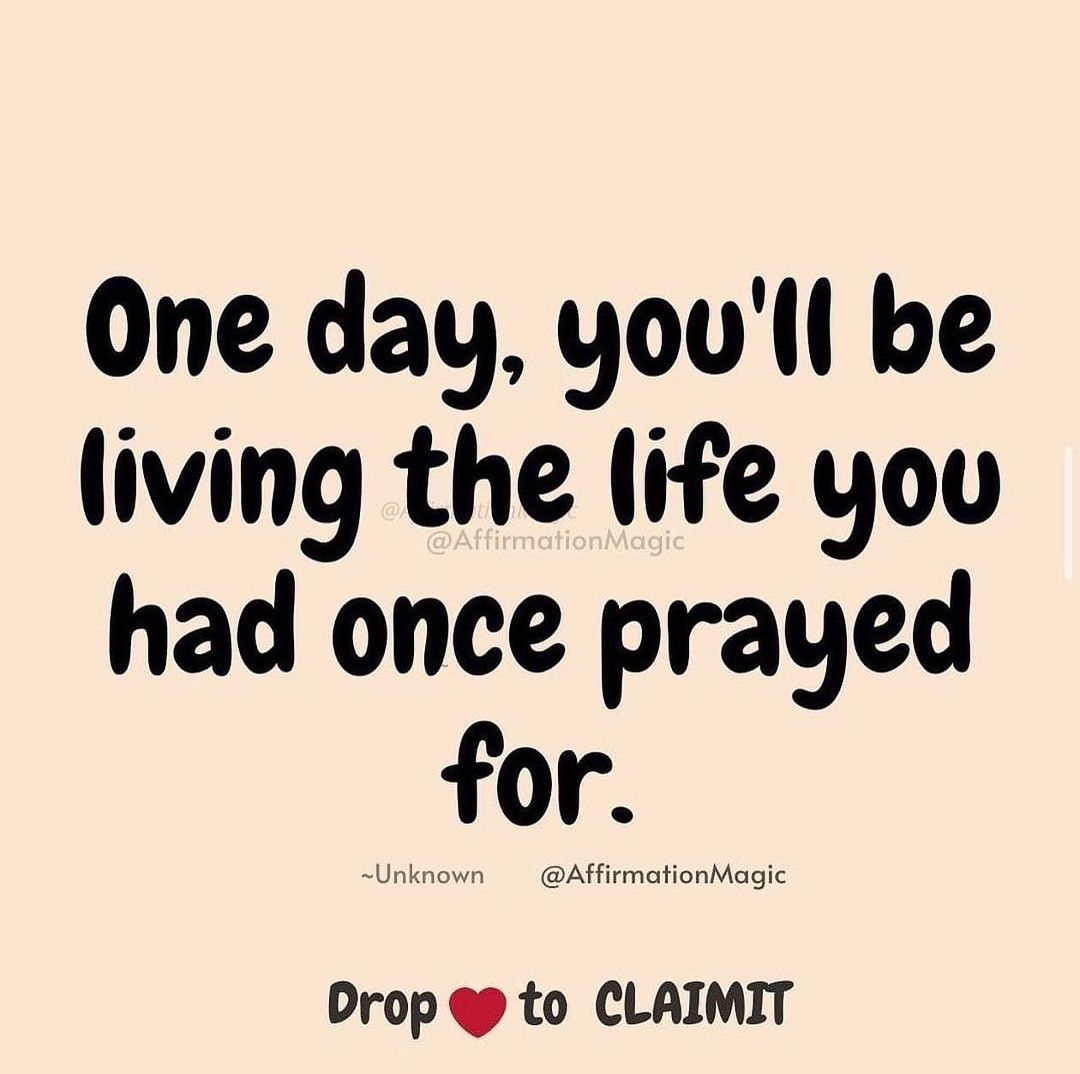 One day, you'll be
living the life you
@AffirmationMagic
had once prayed
for.
~Unknown @AffirmationMagic
Drop ❤️ to CLAIMIT